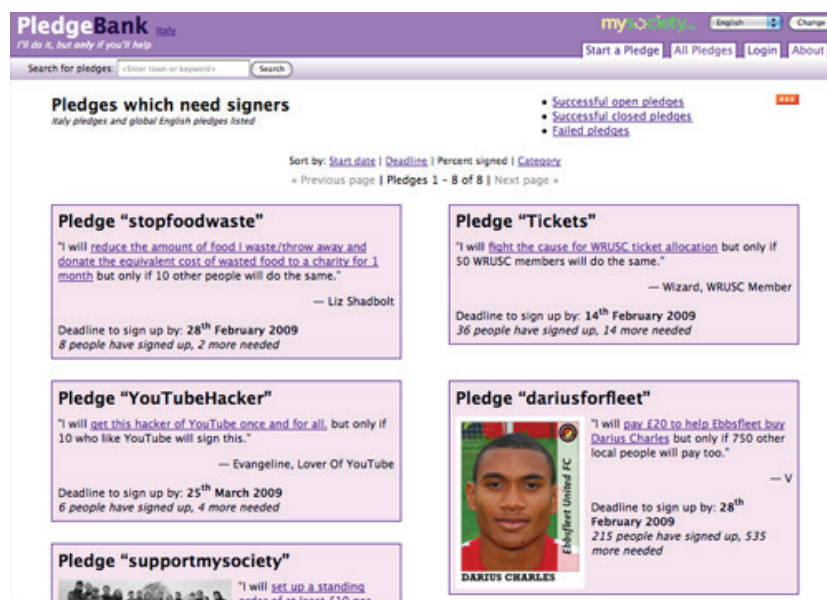 PledgeBank Italy
I'll do it, but only if you'll help
mysociety
English
Change
Start a Pledge
All Pledges
Login
About
Search for pledges:
<Enter town or keyword>
Search
Pledges which need signers
Italy pledges and global English pledges listed
• Successful open pledges
• Successful closed pledges
• Failed pledges
Sort by: Start date | Deadline | Percent signed | Category
« Previous page | Pledges 1 - 8 of 8 | Next page »
Pledge "stopfoodwaste"
"I will reduce the amount of food I waste/throw away and
donate the equivalent cost of wasted food to a charity for 1
month but only if 10 other people will do the same."
— Liz Shadbolt
Deadline to sign up by: 28th February 2009
8 people have signed up, 2 more needed
Pledge "Tickets"
"I will fight the cause for WRUSC ticket allocation but only if
50 WRUSC members will do the same."
— Wizard, WRUSC Member
Deadline to sign up by: 14th February 2009
36 people have signed up, 14 more needed
Pledge "YouTubeHacker"
"I will get this hacker of YouTube once and for all. but only if
10 who like YouTube will sign this."
— Evangeline, Lover Of YouTube
Deadline to sign up by: 25th March 2009
6 people have signed up, 4 more needed
Pledge "dariusforfleet"
Ebbsfleet United FC
DARIUS CHARLES
"I will pay £20 to help Ebbsfleet buy
Darius Charles but only if 750 other
local people will pay too."
— V
Deadline to sign up by: 28th
February 2009
215 people have signed up, 535
more needed
Pledge "supportmysociety"
"I will set up a standing